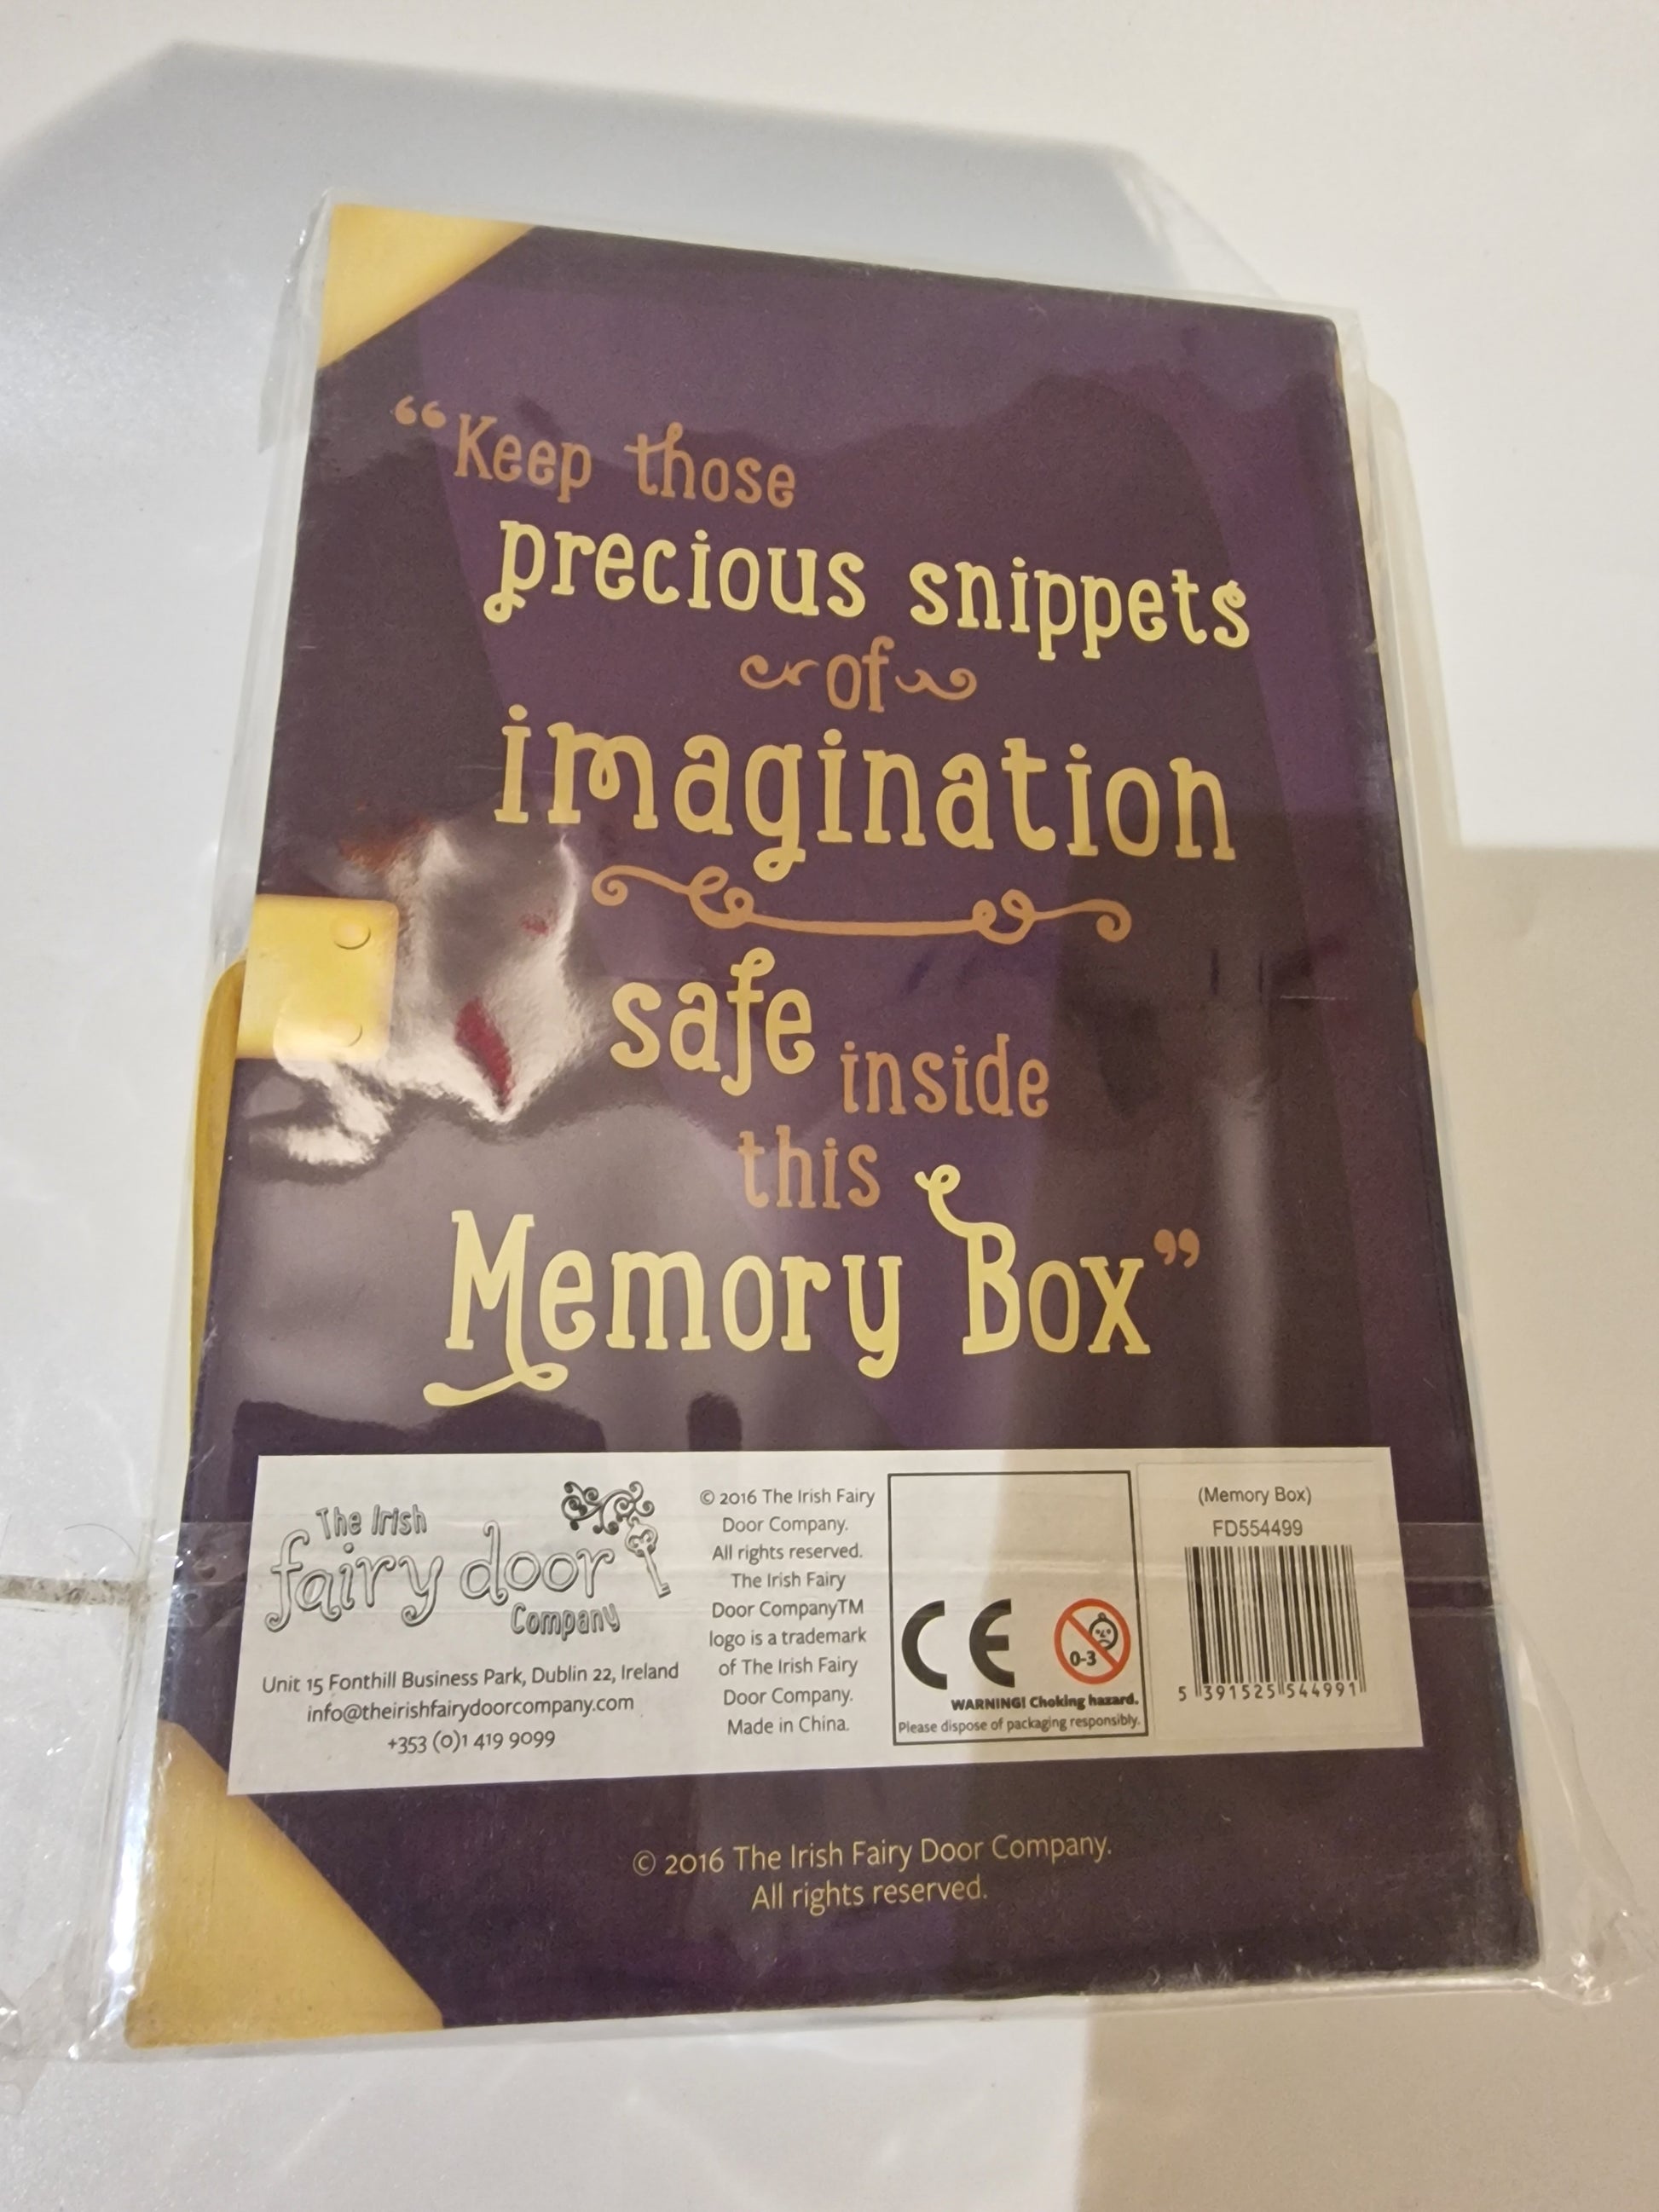 “Keep those
precious snippets
of
imagination
safe inside
this
Memory Box”
The Irish
fairy door
Company
Unit 15 Fonthill Business Park, Dublin 22, Ireland
info@theirishfairydoorcompany.com
+353 (0)1 419 9099
© 2016 The Irish Fairy
Door Company.
All rights reserved.
The Irish Fairy
Door CompanyTM
logo is a trademark
of The Irish Fairy
Door Company.
Made in China.
CE
0-3
WARNING! Choking hazard.
Please dispose of packaging responsibly.
(Memory Box)
FD554499
5 391525 544991
© 2016 The Irish Fairy Door Company.
All rights reserved.